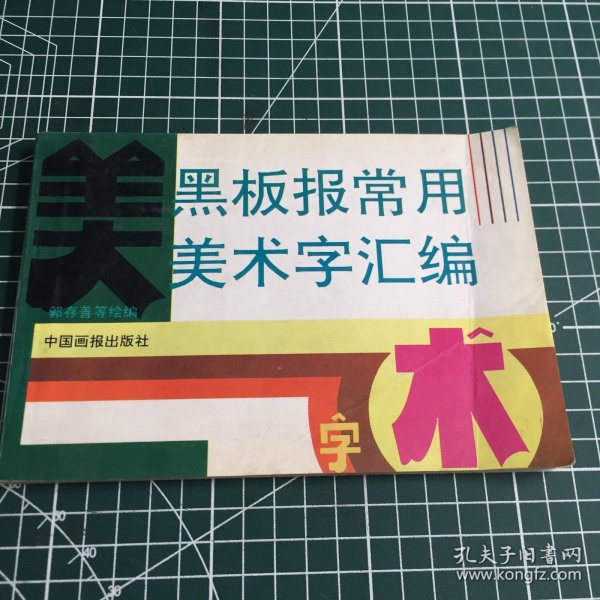 美
黑板报常用
美术字汇编
郭存善等绘编
中国画报出版社
字
术
孔夫子旧书网
www.kongfz.com